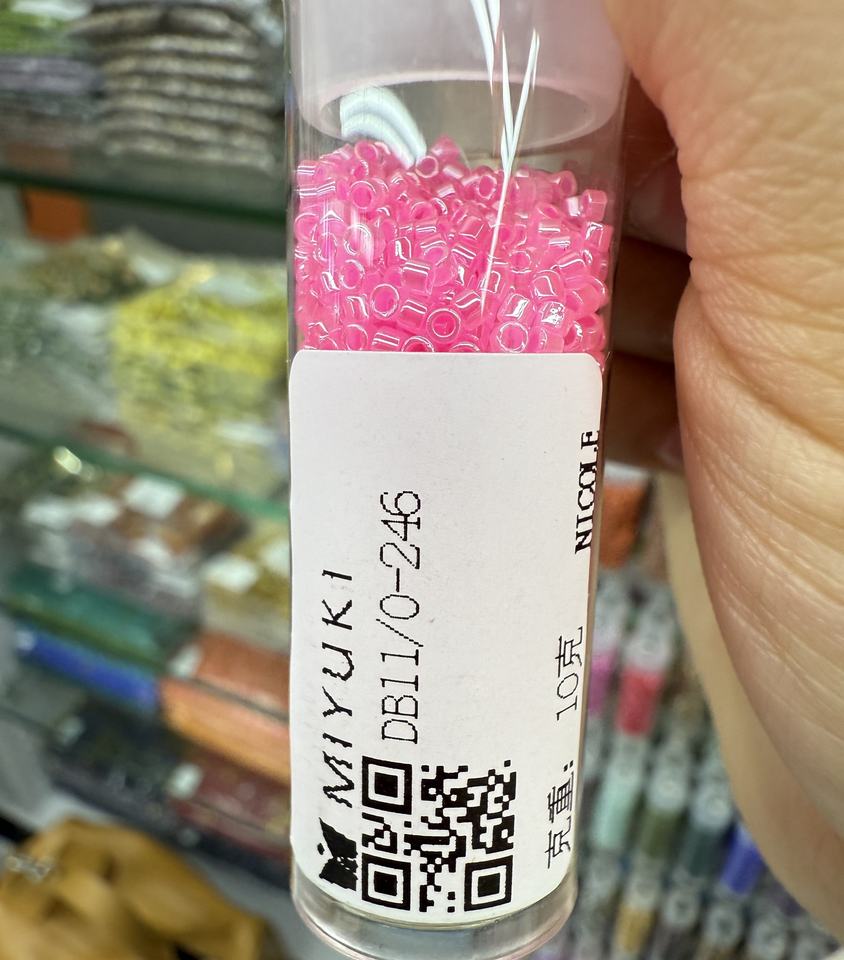 MIYUKI
DB11/0-246
克重: 10克
NICOLE